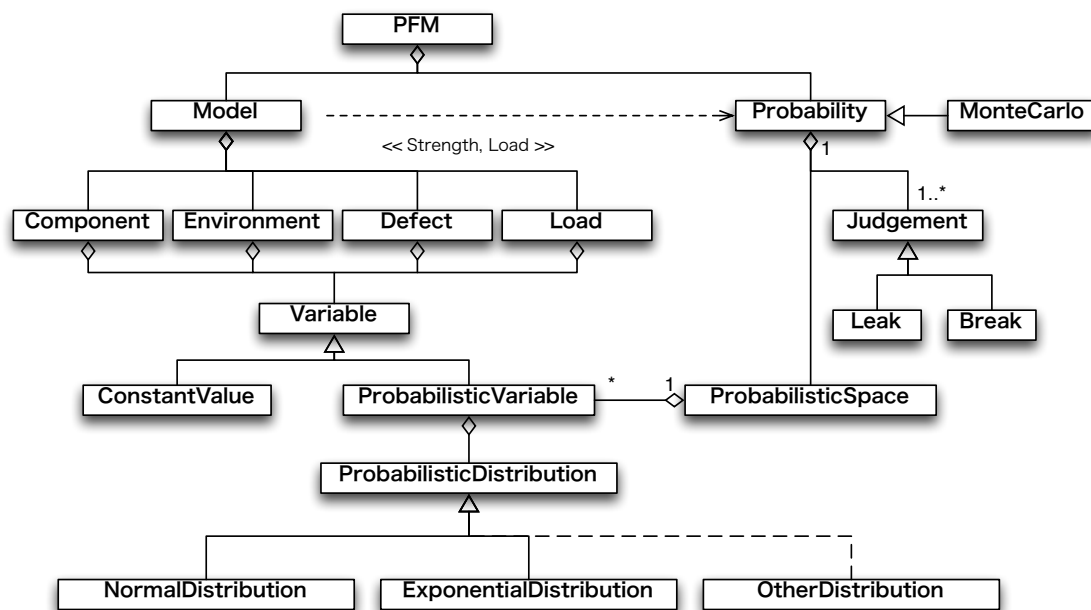 PFM
Model
Probability
MonteCarlo
<< Strength, Load >>
1
1..*
Component
Environment
Defect
Load
Judgement
Variable
Leak
Break
ConstantValue
ProbabilisticVariable
*
1
ProbabilisticSpace
ProbabilisticDistribution
NormalDistribution
ExponentialDistribution
OtherDistribution